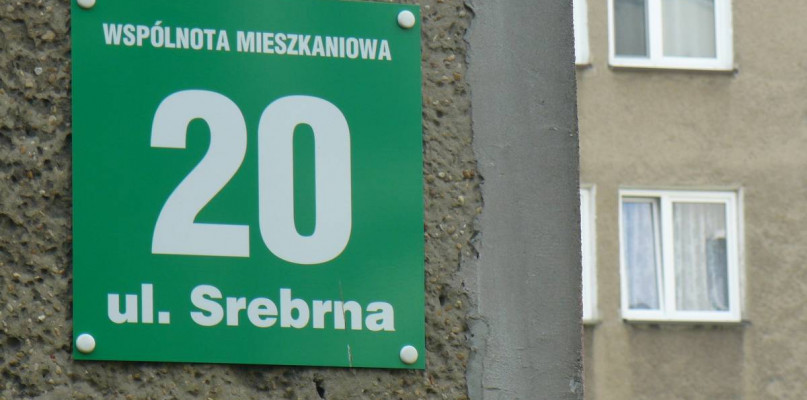 WSPÓLNOTA MIESZKANIOWA
20
ul. Srebrna